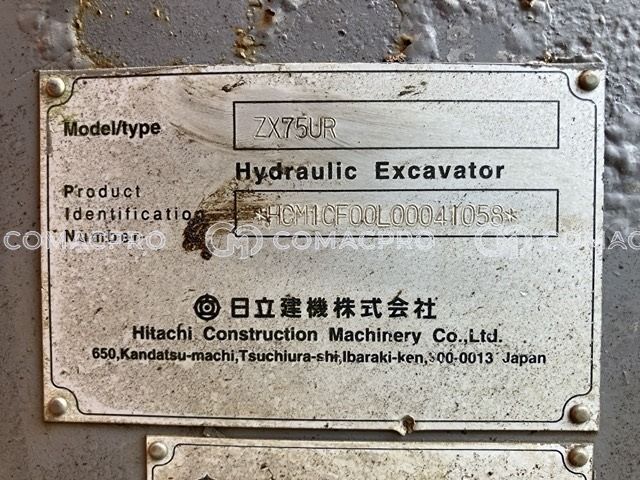 Model/type
ZX75UR
Hydraulic Excavator
Product
Identification
Number
*HCM1CF00L00041058*
COMACPRO COMACPRO COMACPRO
日立建機株式会社
Hitachi Construction Machinery Co.,Ltd.
650,Kandatsu-machi,Tsuchiura-shi,Ibaraki-ken,300-0013 Japan